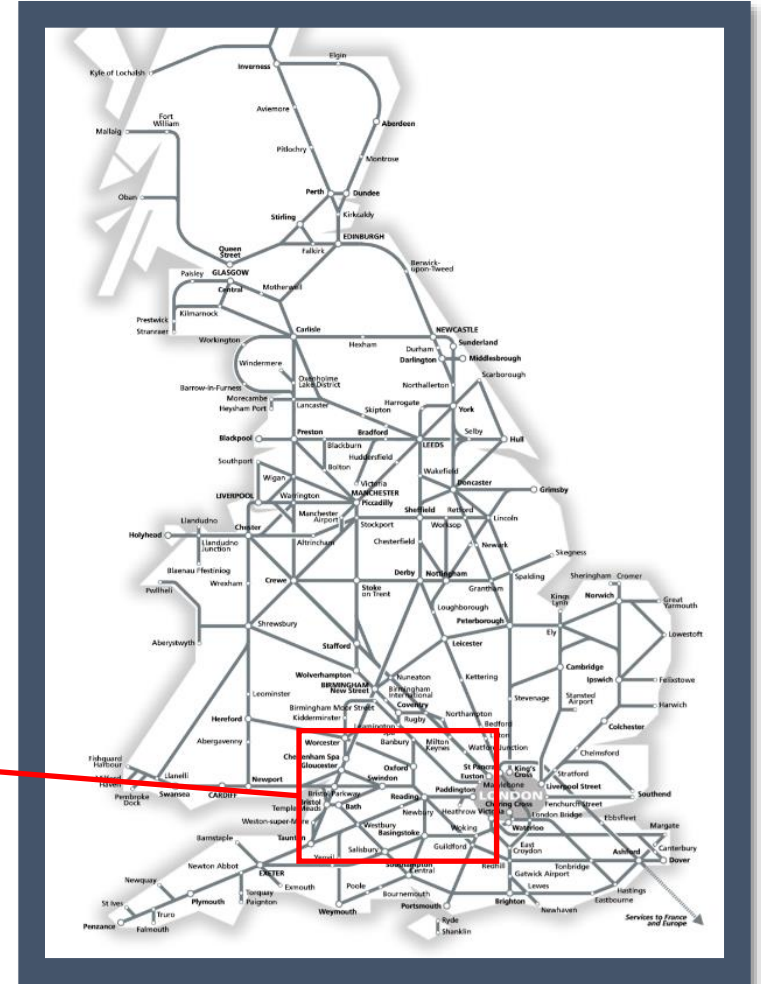 Elgin
Inverness
Kyle of Lochalsh
Aviemore
Fort
William
Aberdeen
Mallaig
Pitlochry
Montrose
Perth
Dundee
Oban
Stirling
Kirkcaldy
EDINBURGH
Queen
Street
Falkirk
Berwick-
upon-Tweed
Paisley
GLASGOW
Central
Motherwell
Prestwick
Kilmarnock
Stranraer
Carlisle
NEWCASTLE
Workington
Hexham
Durham
Sunderland
Darlington
Middlesbrough
Windermere
Scarborough
Oxenholme
Lake District
Northallerton
Barrow-in-Furness
Morecambe
Heysham Port
Lancaster
Harrogate
York
Skipton
Blackpool
Preston
Bradford
LEEDS
Selby
Hull
Blackburn
Huddersfield
Southport
Bolton
Wakefield
Wigan
Victoria
Doncaster
LIVERPOOL
Warrington
MANCHESTER
Piccadilly
Grimsby
Manchester
Airport
Sheffield
Retford
Lincoln
Llandudno
Chester
Stockport
Worksop
Holyhead
Llandudno
Junction
Altrincham
Chesterfield
Newark
Skegness
Blaenau Ffestiniog
Wrexham
Crewe
Stoke
on Trent
Derby
Nottingham
Grantham
Spalding
Sheringham
Cromer
Pwllheli
Loughborough
Kings
Lynn
Norwich
Great
Yarmouth
Shrewsbury
Peterborough
Aberystwyth
Stafford
Leicester
Ely
Lowestoft
Wolverhampton
Cambridge
BIRMINGHAM
New Street
Nuneaton
Kettering
Ipswich
Felixstowe
Birmingham
International
Leominster
Coventry
Stevenage
Stansted
Airport
Harwich
Birmingham Moor Street
Kidderminster
Rugby
Northampton
Hereford
Leamington
Spa
Bedford
Colchester
Abergavenny
Worcester
Banbury
Milton
Keynes
Luton
Watford Junction
Chelmsford
Fishguard
Harbour
Cheltenham Spa
Gloucester
Oxford
St Pancras
King's
Cross
Stratford
Milford
Haven
Llanelli
Newport
Swindon
Euston
Liverpool Street
Pembroke
Dock
Swansea
CARDIFF
Bristol Parkway
Reading
Paddington
Marylebone
LONDON
Southend
Bristol
Temple Meads
Bath
Newbury
Heathrow
Charing Cross
Fenchurch Street
Weston-super-Mare
Victoria
London Bridge
Ebbsfleet
Barnstaple
Taunton
Westbury
Basingstoke
Woking
Waterloo
Margate
Salisbury
Guildford
East
Croydon
Canterbury
Newton Abbot
Yeovil
Southampton
Central
Redhill
Tonbridge
Ashford
Dover
EXETER
Gatwick Airport
Newquay
Exmouth
Poole
Lewes
Hastings
Torquay
Paignton
Bournemouth
Eastbourne
St Ives
Plymouth
Weymouth
Portsmouth
Brighton
Newhaven
Truro
Penzance
Falmouth
Ryde
Shanklin
Services to France
and Europe